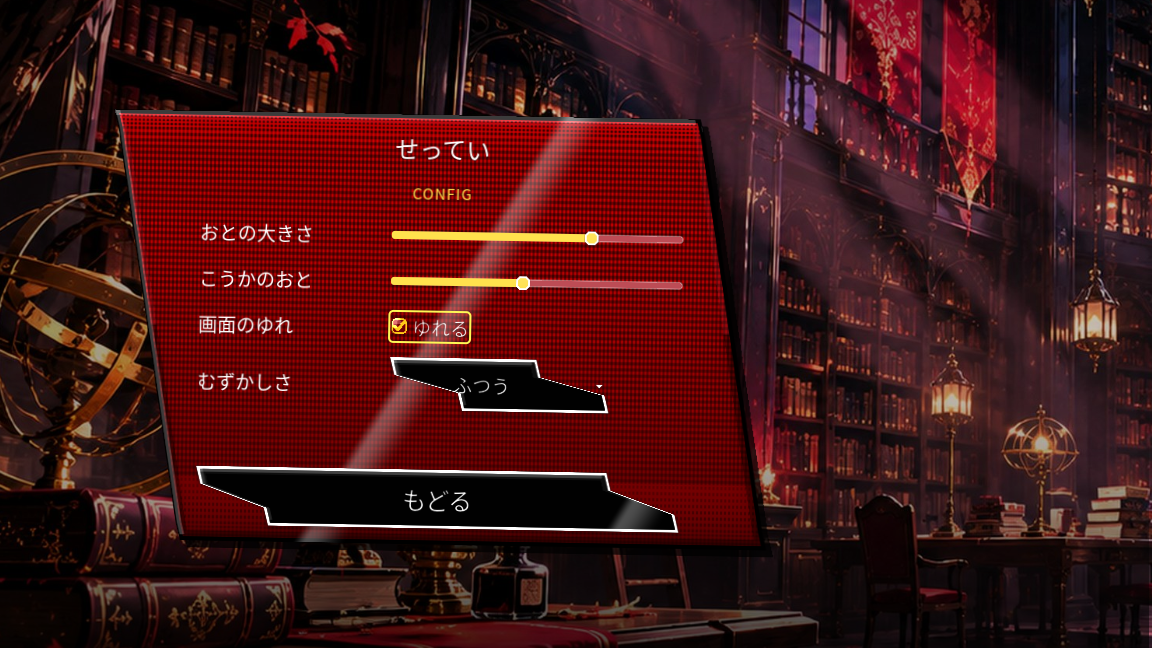 せってい
CONFIG
おとの大きさ
こうかのおと
画面のゆれ
ゆれる
むずかしさ
ふつう
もどる